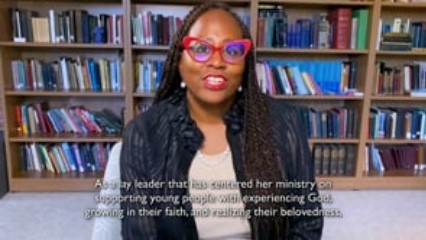 As a lay leader that has centered her ministry on
supporting young people with experiencing God,
growing in their faith, and realizing their belovedness,